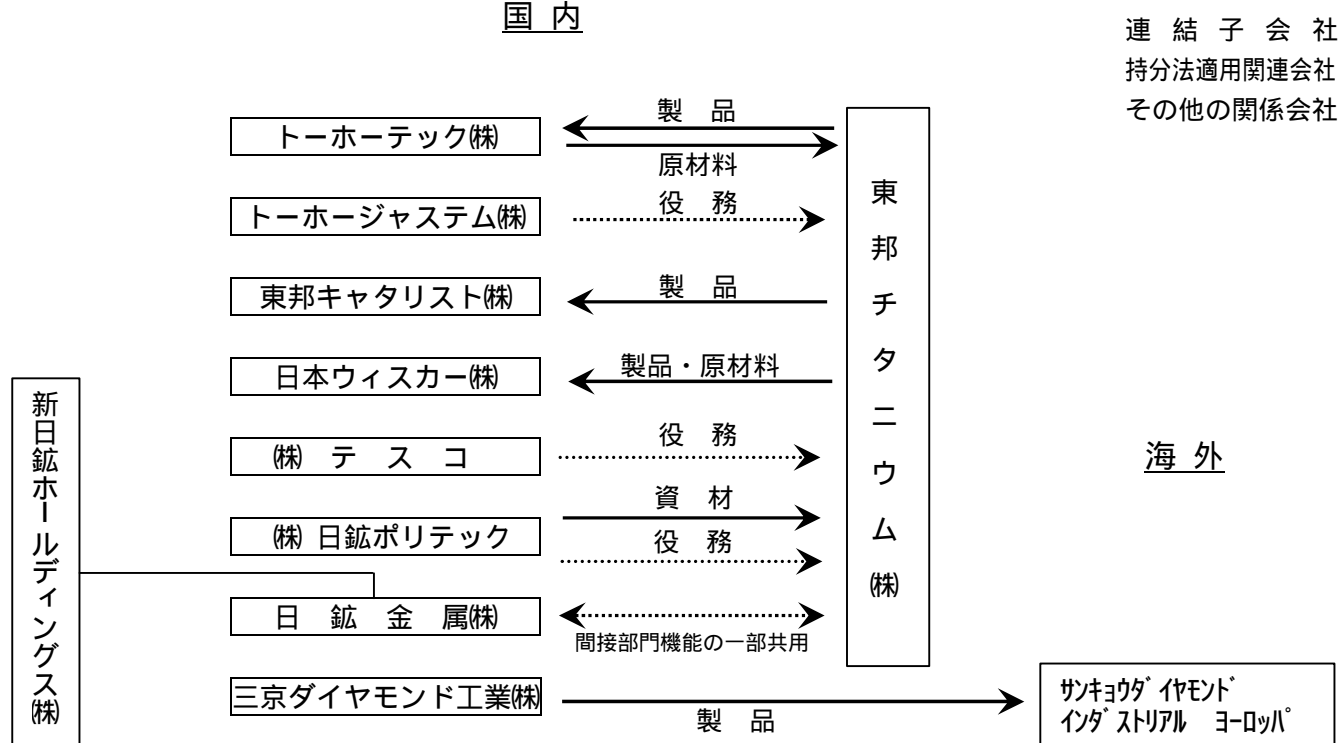 国 内
連 結 子 会 社
持分法適用関連会社
その他の関係会社
トーホーテック㈱
製 品
原材料
トーホージャステム㈱
役 務
東邦キャタリスト㈱
製 品
日本ウィスカー㈱
製品・原材料
㈱ テ ス コ
役 務
㈱ 日鉱ポリテック
資 材
役 務
日 鉱 金 属㈱
間接部門機能の一部共用
三京ダイヤモンド工業㈱
製 品
東邦チタニウム㈱
新日鉱ホールディングス㈱
海 外
ｻﾝｷｮｳﾀﾞｲﾔﾓﾝﾄﾞ
ｲﾝﾀﾞｽﾄﾘｱﾙ ﾖｰﾛｯﾊﾟ